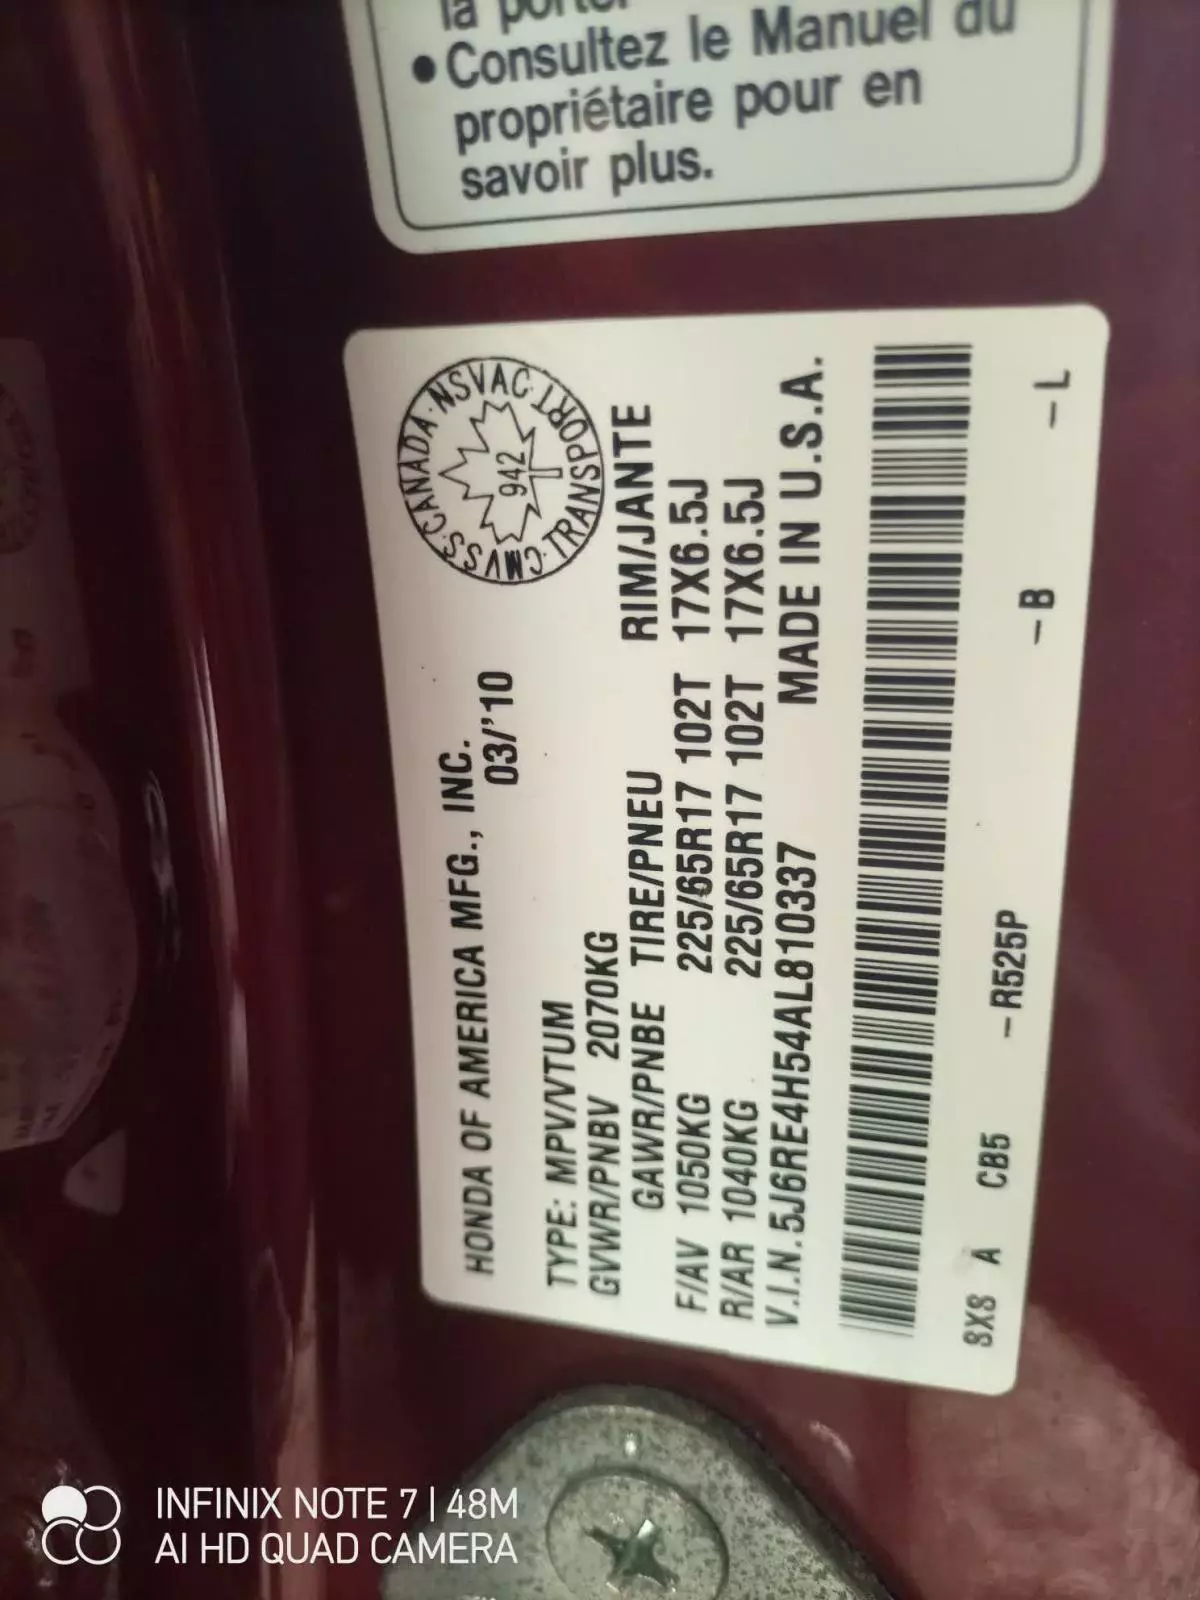 la porter
• Consultez le Manuel du
propriétaire pour en
savoir plus.
HONDA OF AMERICA MFG., INC.
03/'10
CMVSS·CANADA·NSVAC·TRANSPORT·
942
TYPE: MPV/VTUM
GVWR/PNBV 2070KG
GAWR/PNBE TIRE/PNEU RIM/JANTE
F/AV 1050KG 225/65R17 102T 17X6.5J
R/AR 1040KG 225/65R17 102T 17X6.5J
V.I.N.5J6RE4H54AL810337 MADE IN U.S.A.
8X8 A CB5 –R525P –B –L
INFINIX NOTE 7 | 48M
AI HD QUAD CAMERA